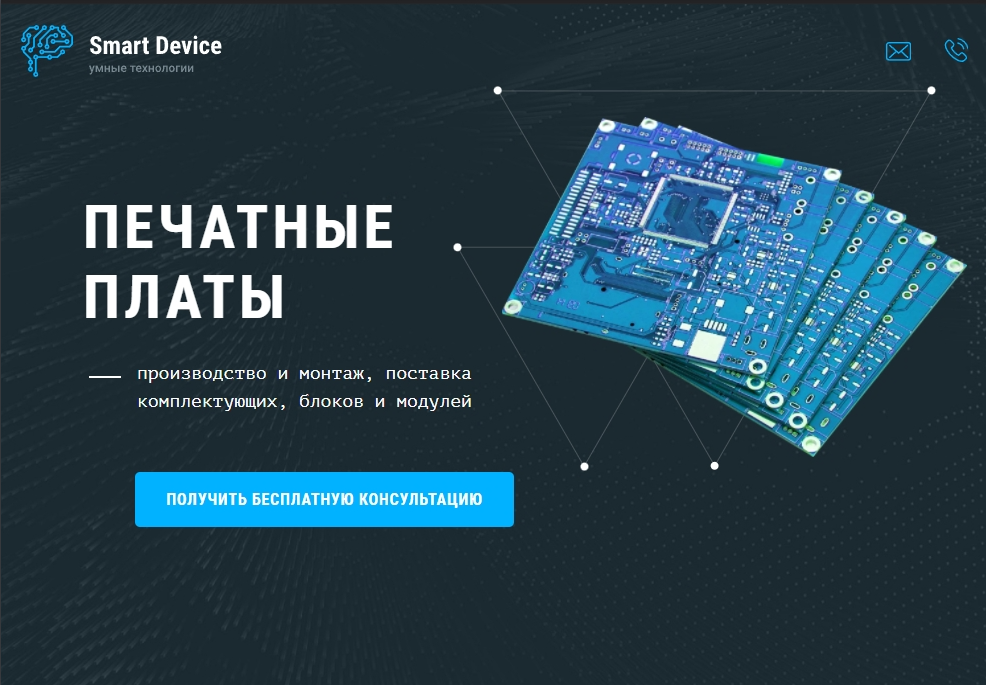 Smart Device
умные технологии
ПЕЧАТНЫЕ
ПЛАТЫ
производство и монтаж, поставка
комплектующих, блоков и модулей
ПОЛУЧИТЬ БЕСПЛАТНУЮ КОНСУЛЬТАЦИЮ